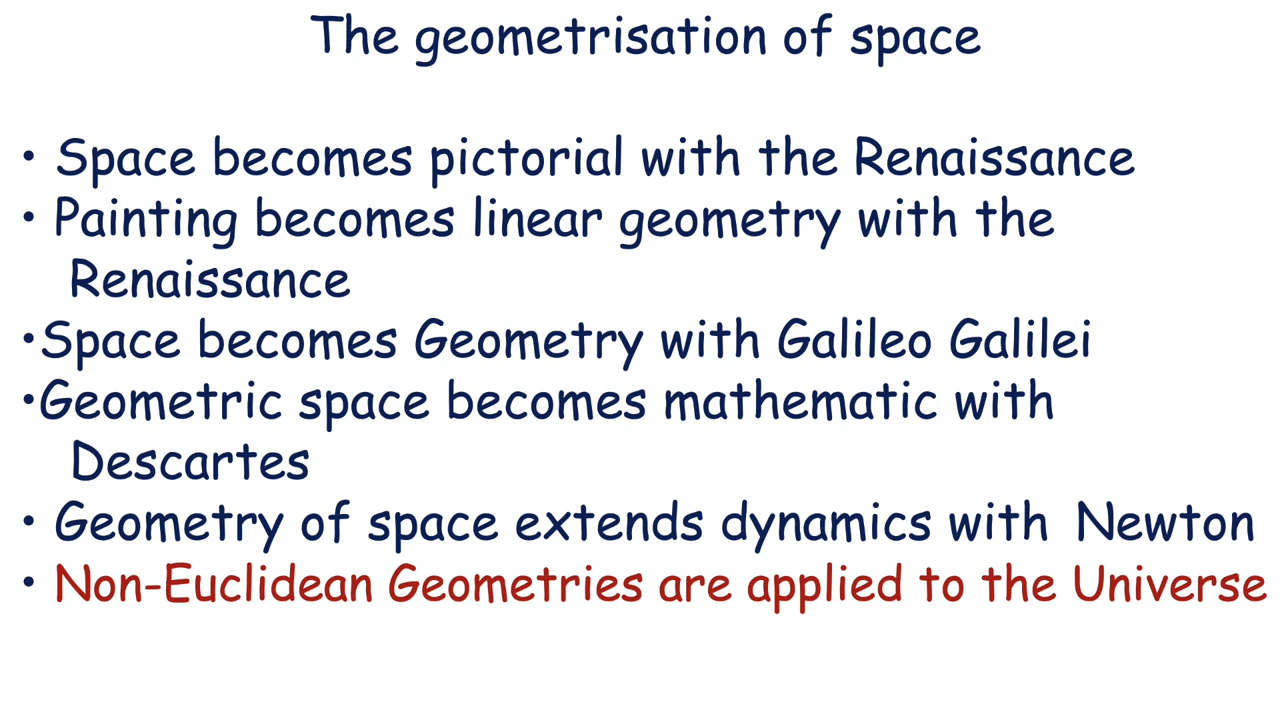 The geometrisation of space
• Space becomes pictorial with the Renaissance
• Painting becomes linear geometry with the
Renaissance
•Space becomes Geometry with Galileo Galilei
•Geometric space becomes mathematic with
Descartes
• Geometry of space extends dynamics with Newton
• Non-Euclidean Geometries are applied to the Universe